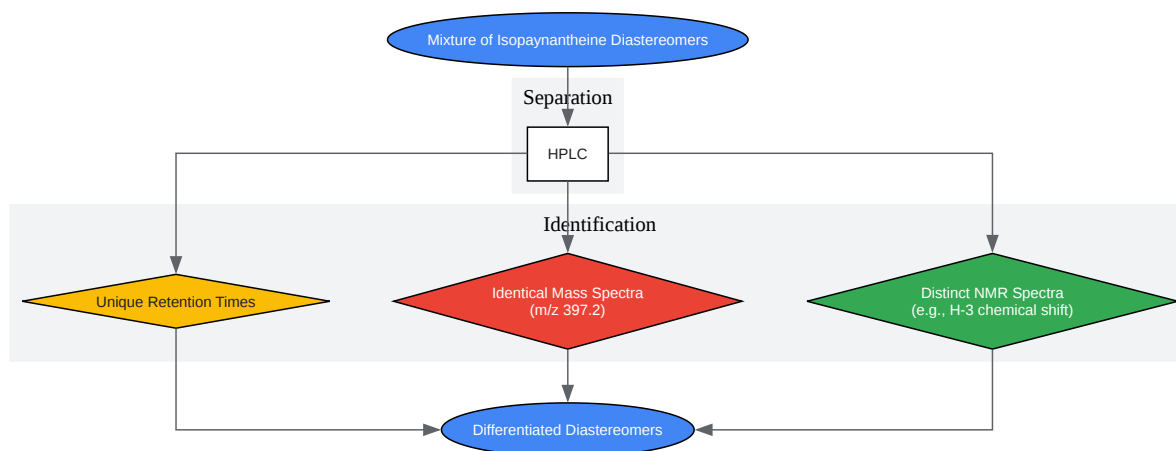 Mixture of Isopaynantheine Diastereomers
Separation
HPLC
Identification
Unique Retention Times
Identical Mass Spectra
(m/z 397.2)
Distinct NMR Spectra
(e.g., H-3 chemical shift)
Differentiated Diastereomers